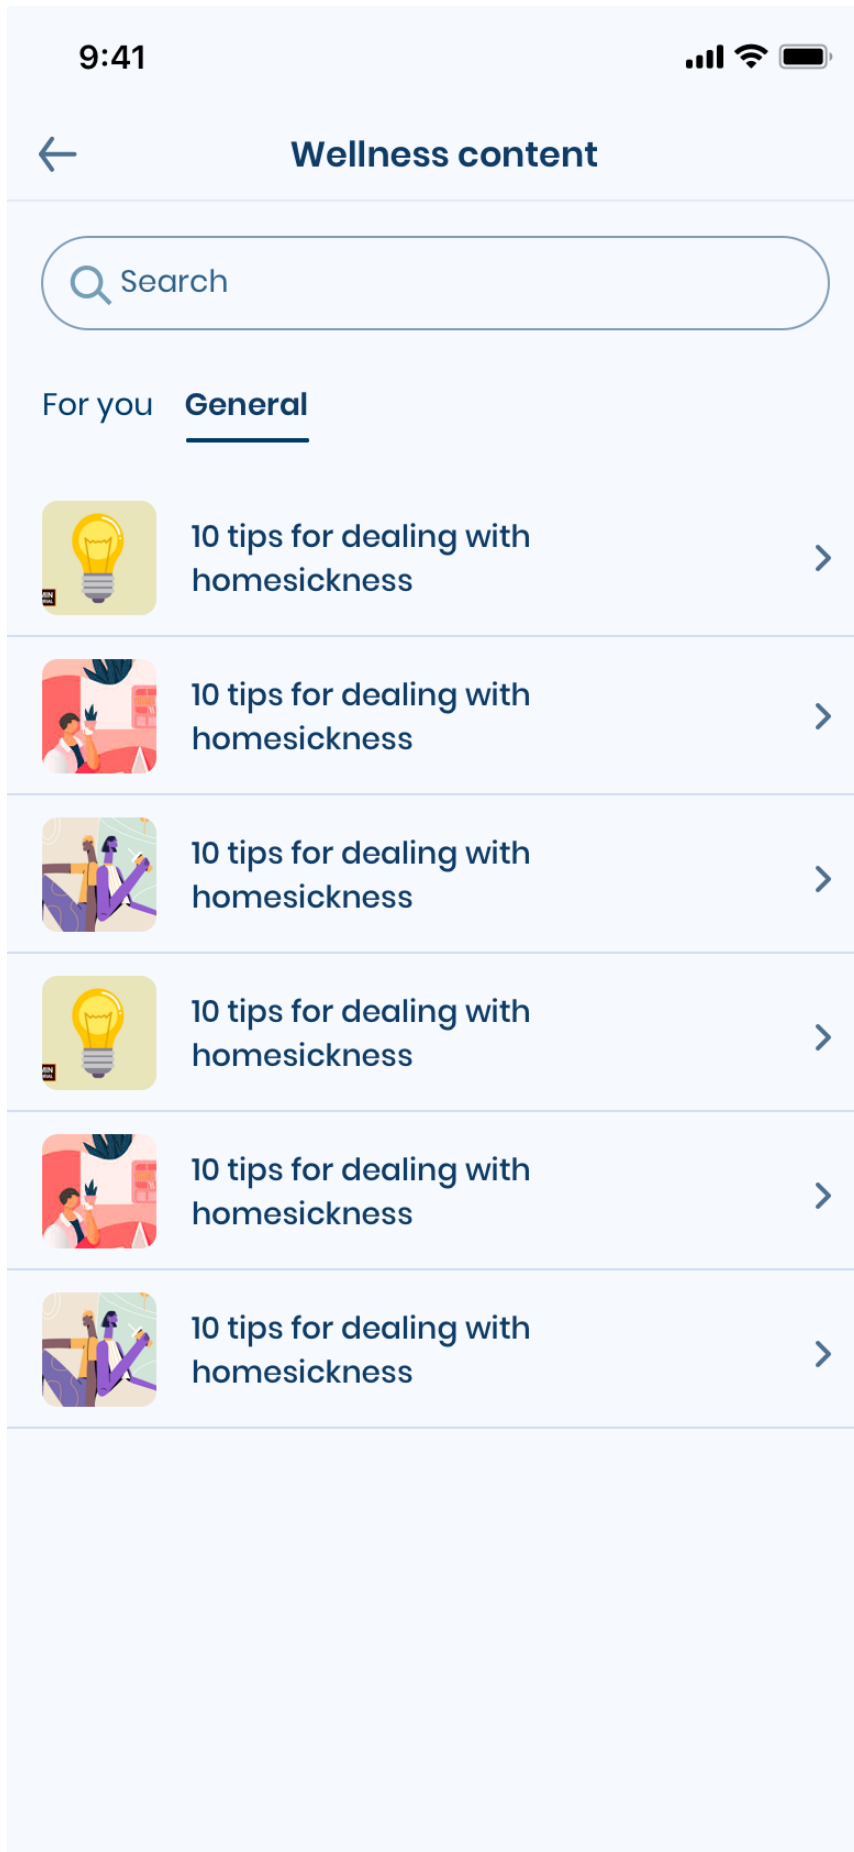 9:41
Wellness content
Search
For you General
10 tips for dealing with
homesickness
10 tips for dealing with
homesickness
10 tips for dealing with
homesickness
10 tips for dealing with
homesickness
10 tips for dealing with
homesickness
10 tips for dealing with
homesickness